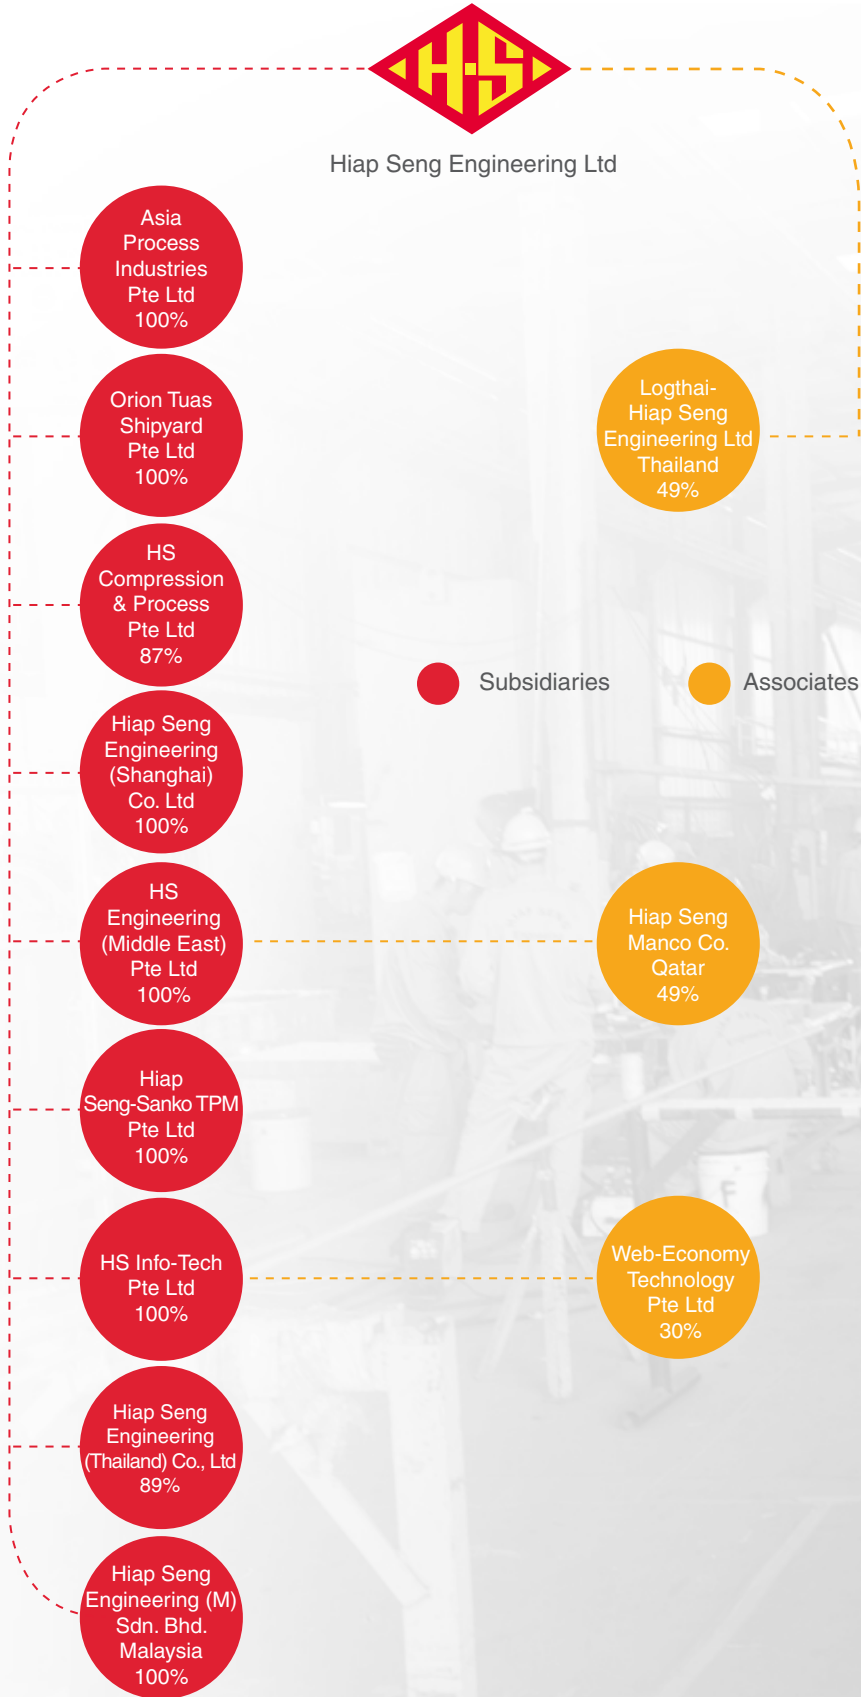 H-S
Hiap Seng Engineering Ltd
Asia
Process
Industries
Pte Ltd
100%
Orion Tuas
Shipyard
Pte Ltd
100%
Logthai-
Hiap Seng
Engineering Ltd
Thailand
49%
HS
Compression
& Process
Pte Ltd
87%
Subsidiaries
Associates
Hiap Seng
Engineering
(Shanghai)
Co. Ltd
100%
HS
Engineering
(Middle East)
Pte Ltd
100%
Hiap Seng
Manco Co.
Qatar
49%
Hiap
Seng-Sanko TPM
Pte Ltd
100%
HS Info-Tech
Pte Ltd
100%
Web-Economy
Technology
Pte Ltd
30%
Hiap Seng
Engineering
(Thailand) Co., Ltd
89%
Hiap Seng
Engineering (M)
Sdn. Bhd.
Malaysia
100%